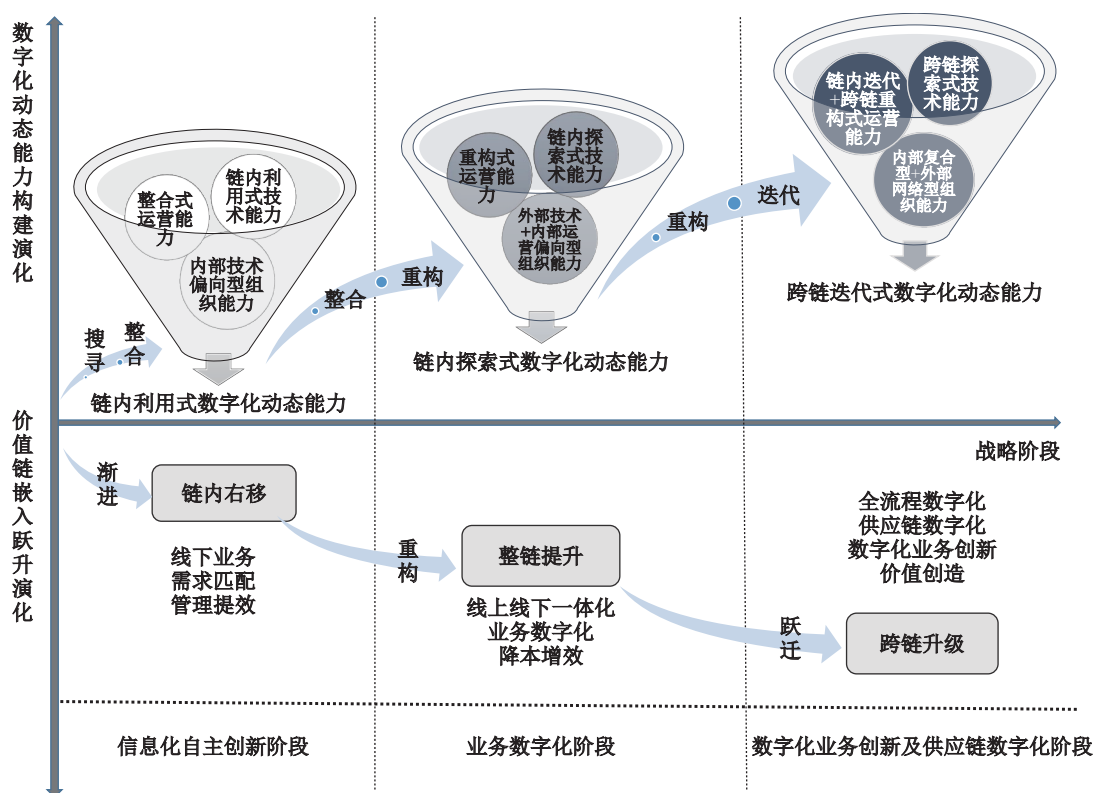 数字化动态能力构建演化
整合式
运营能
力
链内利
用式技
术能力
内部技术
偏向型组
织能力
搜寻
整合
链内利用式数字化动态能力
整合
重构
重构式
运营能
力
链内探
索式技
术能力
外部技术
+内部运
营偏向型
组织能力
链内探索式数字化动态能力
重构
迭代
链内迭代
+跨链重
构式运营
能力
跨链探
索式技
术能力
内部复合
型+外部
网络型组
织能力
跨链迭代式数字化动态能力
战略阶段
价值链嵌入跃升演化
渐进
链内右移
线下业务
需求匹配
管理提效
重构
整链提升
线上线下一体化
业务数字化
降本增效
跃迁
全流程数字化
供应链数字化
数字化业务创新
价值创造
跨链升级
信息化自主创新阶段
业务数字化阶段
数字化业务创新及供应链数字化阶段